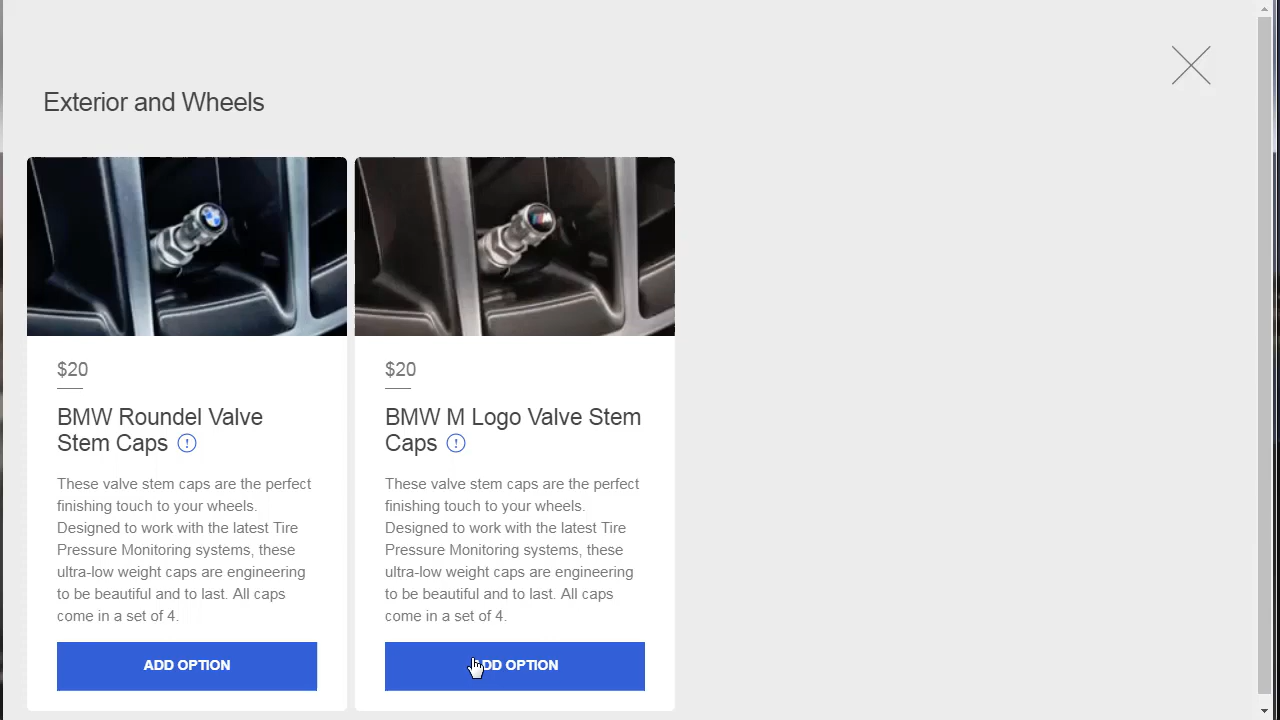 Exterior and Wheels
$20
BMW Roundel Valve
Stem Caps
These valve stem caps are the perfect
finishing touch to your wheels.
Designed to work with the latest Tire
Pressure Monitoring systems, these
ultra-low weight caps are engineering
to be beautiful and to last. All caps
come in a set of 4.
ADD OPTION
$20
BMW M Logo Valve Stem
Caps
These valve stem caps are the perfect
finishing touch to your wheels.
Designed to work with the latest Tire
Pressure Monitoring systems, these
ultra-low weight caps are engineering
to be beautiful and to last. All caps
come in a set of 4.
ADD OPTION